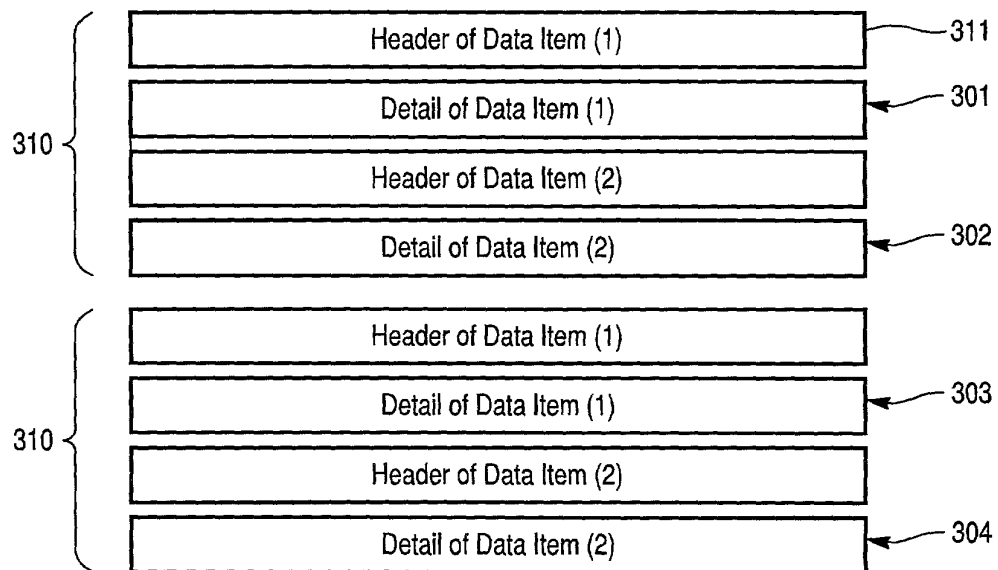 Header of Data Item (1) 311
Detail of Data Item (1) 301
310
Header of Data Item (2)
Detail of Data Item (2) 302
Header of Data Item (1)
Detail of Data Item (1) 303
310
Header of Data Item (2)
Detail of Data Item (2) 304